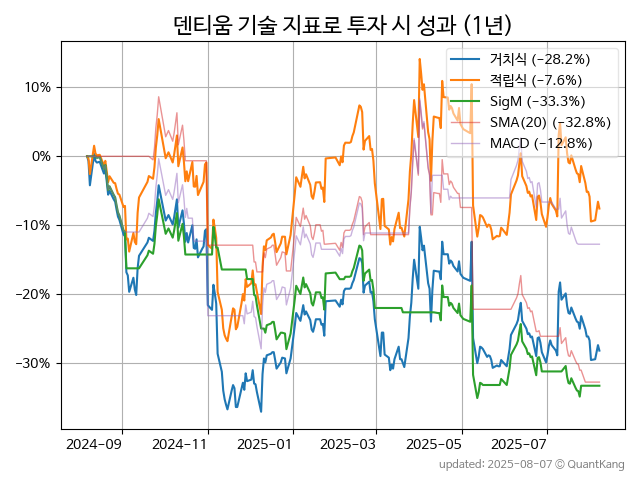 덴티움 기술 지표로 투자 시 성과 (1년)
거치식 (−28.2%)
적립식 (−7.6%)
SigM (−33.3%)
SMA(20) (−32.8%)
MACD (−12.8%)
10%
0%
−10%
−20%
−30%
2024-09 2024-11 2025-01 2025-03 2025-05 2025-07
updated: 2025-08-07 © QuantKang